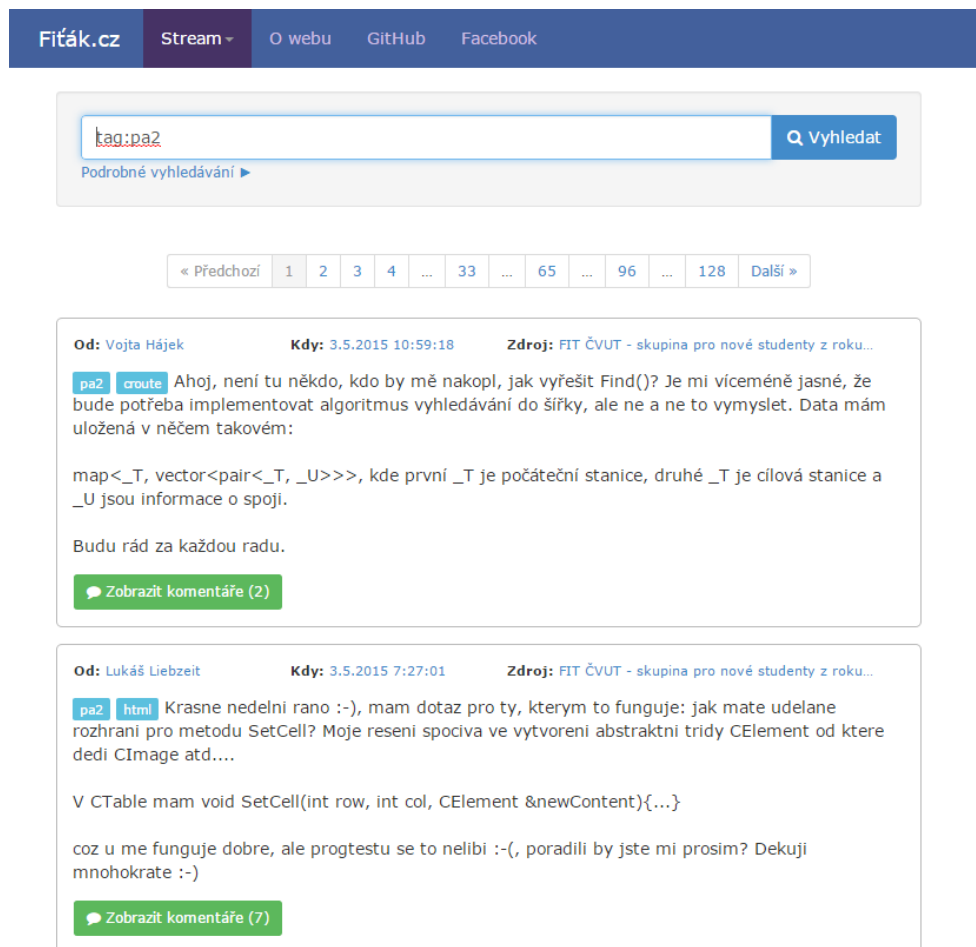 Fiťák.cz Stream O webu GitHub Facebook
tag:pa2 Vyhledat
Podrobné vyhledávání ►
« Předchozí 1 2 3 4 ... 33 ... 65 ... 96 ... 128 Další »
Od: Vojta Hájek Kdy: 3.5.2015 10:59:18 Zdroj: FIT ČVUT - skupina pro nové studenty z roku...
pa2 croute Ahoj, není tu někdo, kdo by mě nakopl, jak vyřešit Find()? Je mi víceméně jasné, že
bude potřeba implementovat algoritmus vyhledávání do šířky, ale ne a ne to vymyslet. Data mám
uložená v něčem takovém:
map<_T, vector<pair<_T, _U>>>, kde první _T je počáteční stanice, druhé _T je cílová stanice a
_U jsou informace o spoji.
Budu rád za každou radu.
Zobrazit komentáře (2)
Od: Lukáš Liebzeit Kdy: 3.5.2015 7:27:01 Zdroj: FIT ČVUT - skupina pro nové studenty z roku...
pa2 html Krasne nedelni rano :-), mam dotaz pro ty, kterym to funguje: jak mate udelane
rozhrani pro metodu SetCell? Moje reseni spociva ve vytvoreni abstraktni tridy CElement od ktere
dedi CImage atd....
V CTable mam void SetCell(int row, int col, CElement &newContent){...}
coz u me funguje dobre, ale progtestu se to nelibi :-(, poradili by jste mi prosim? Dekuji
mnohokrate :-)
Zobrazit komentáře (7)